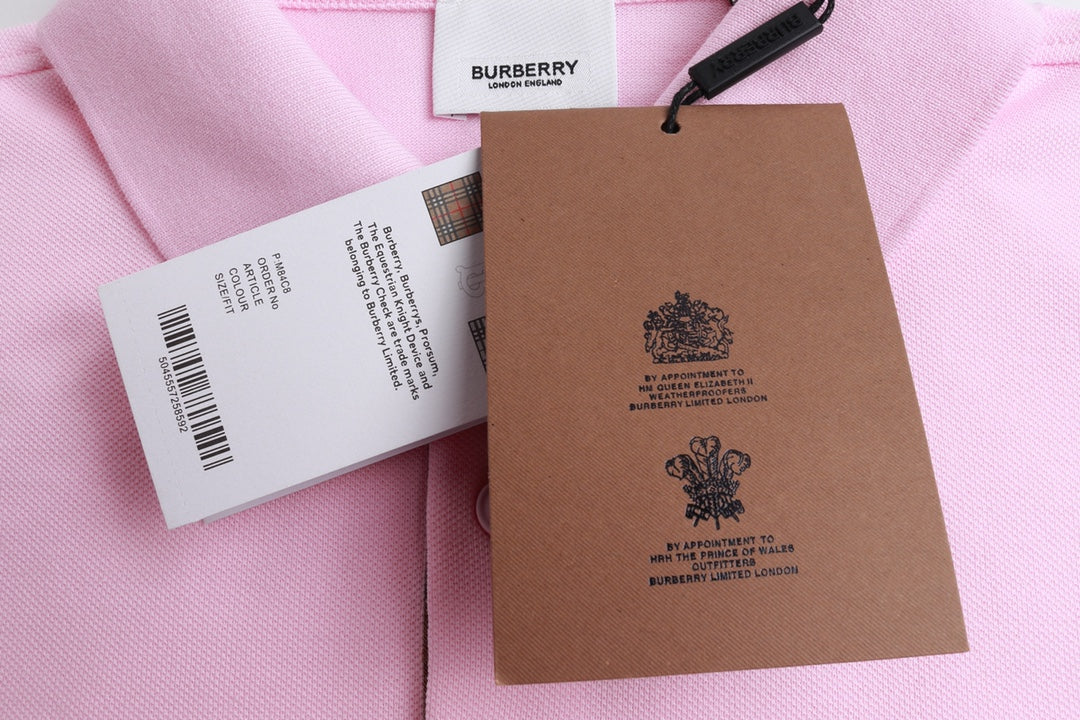 BURBERRY
LONDON ENGLAND
BURBERRY
Burberry, Burberrys, Prorsum,
The Equestrian Knight Device and
The Burberry Check are trade marks
belonging to Burberry Limited.
P:M84C8
ORDER No
ARTICLE
COLOUR
SIZE/FIT
5045557258592
BY APPOINTMENT TO
HM QUEEN ELIZABETH II
WEATHERPROOFERS
BURBERRY LIMITED LONDON
BY APPOINTMENT TO
HRH THE PRINCE OF WALES
OUTFITTERS
BURBERRY LIMITED LONDON